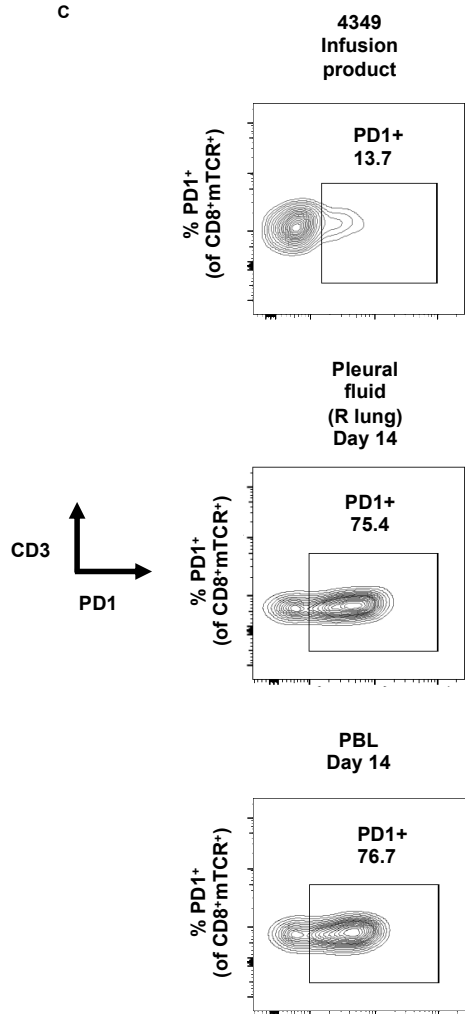 C
4349
Infusion
product
PD1+
13.7
% PD1⁺
(of CD8⁺mTCR⁺)
Pleural
fluid
(R lung)
Day 14
PD1+
75.4
% PD1⁺
(of CD8⁺mTCR⁺)
CD3
PD1
PBL
Day 14
PD1+
76.7
% PD1⁺
(of CD8⁺mTCR⁺)